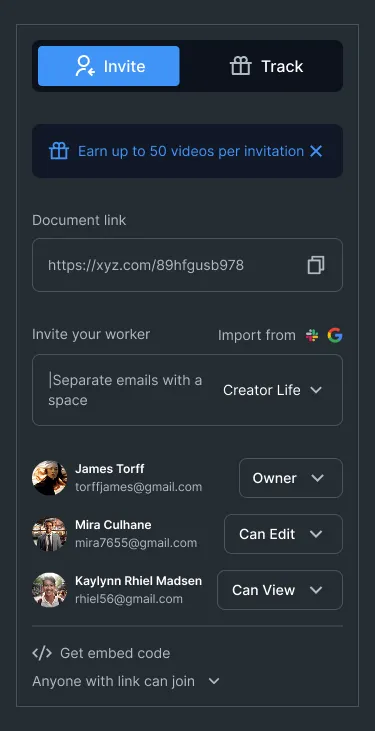 Invite
Track
Earn up to 50 videos per invitation
Document link
https://xyz.com/89hfgusb978
Invite your worker
Import from
Separate emails with a
space
Creator Life
James Torff
torffjames@gmail.com
Owner
Mira Culhane
mira7655@gmail.com
Can Edit
Kaylynn Rhiel Madsen
rhiel56@gmail.com
Can View
Get embed code
Anyone with link can join